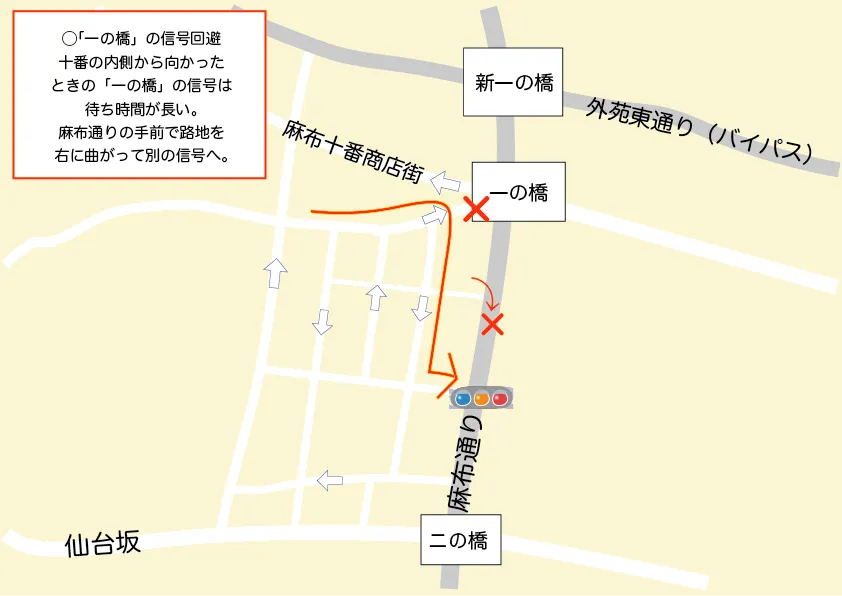 ○「一の橋」の信号回避
十番の内側から向かった
ときの「一の橋」の信号は
待ち時間が長い。
麻布通りの手前で路地を
右に曲がって別の信号へ。
新一の橋
外苑東通り（バイパス）
麻布十番商店街
一の橋
麻布通り
仙台坂
ニの橋